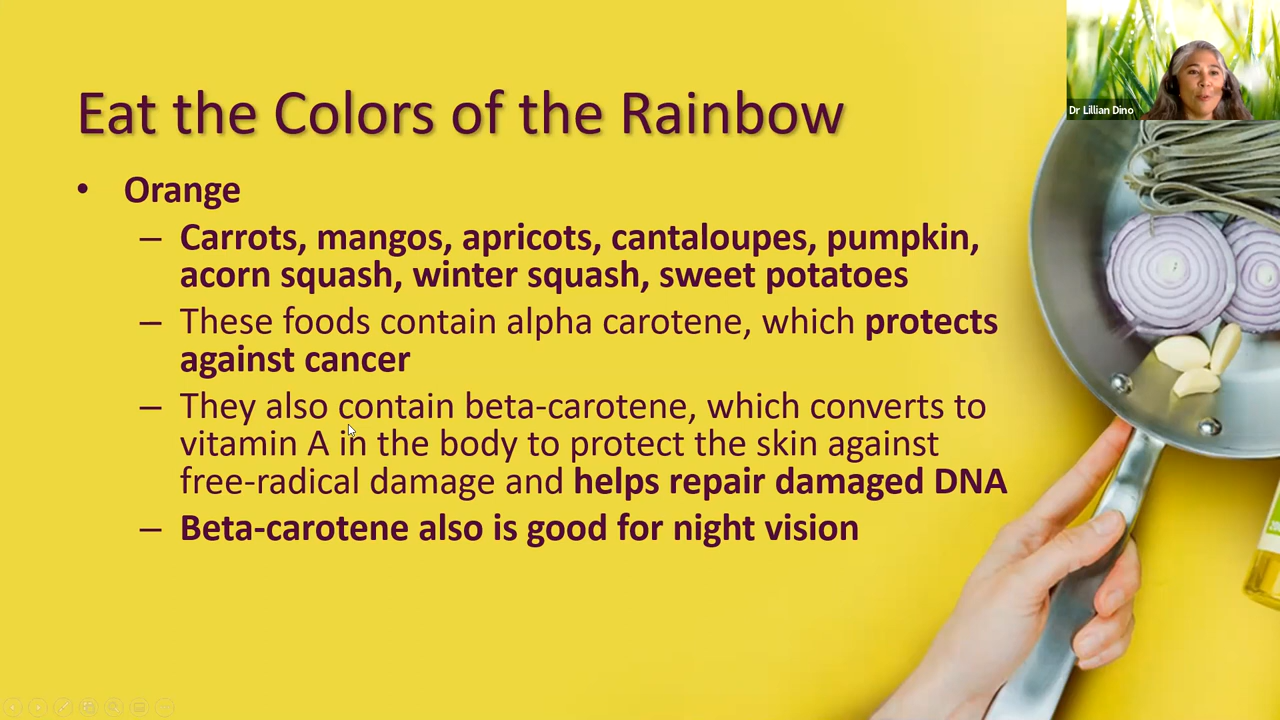 Dr Lillian Dino
Eat the Colors of the Rainbow
• Orange
– Carrots, mangos, apricots, cantaloupes, pumpkin,
acorn squash, winter squash, sweet potatoes
– These foods contain alpha carotene, which protects
against cancer
– They also contain beta-carotene, which converts to
vitamin A in the body to protect the skin against
free-radical damage and helps repair damaged DNA
– Beta-carotene also is good for night vision